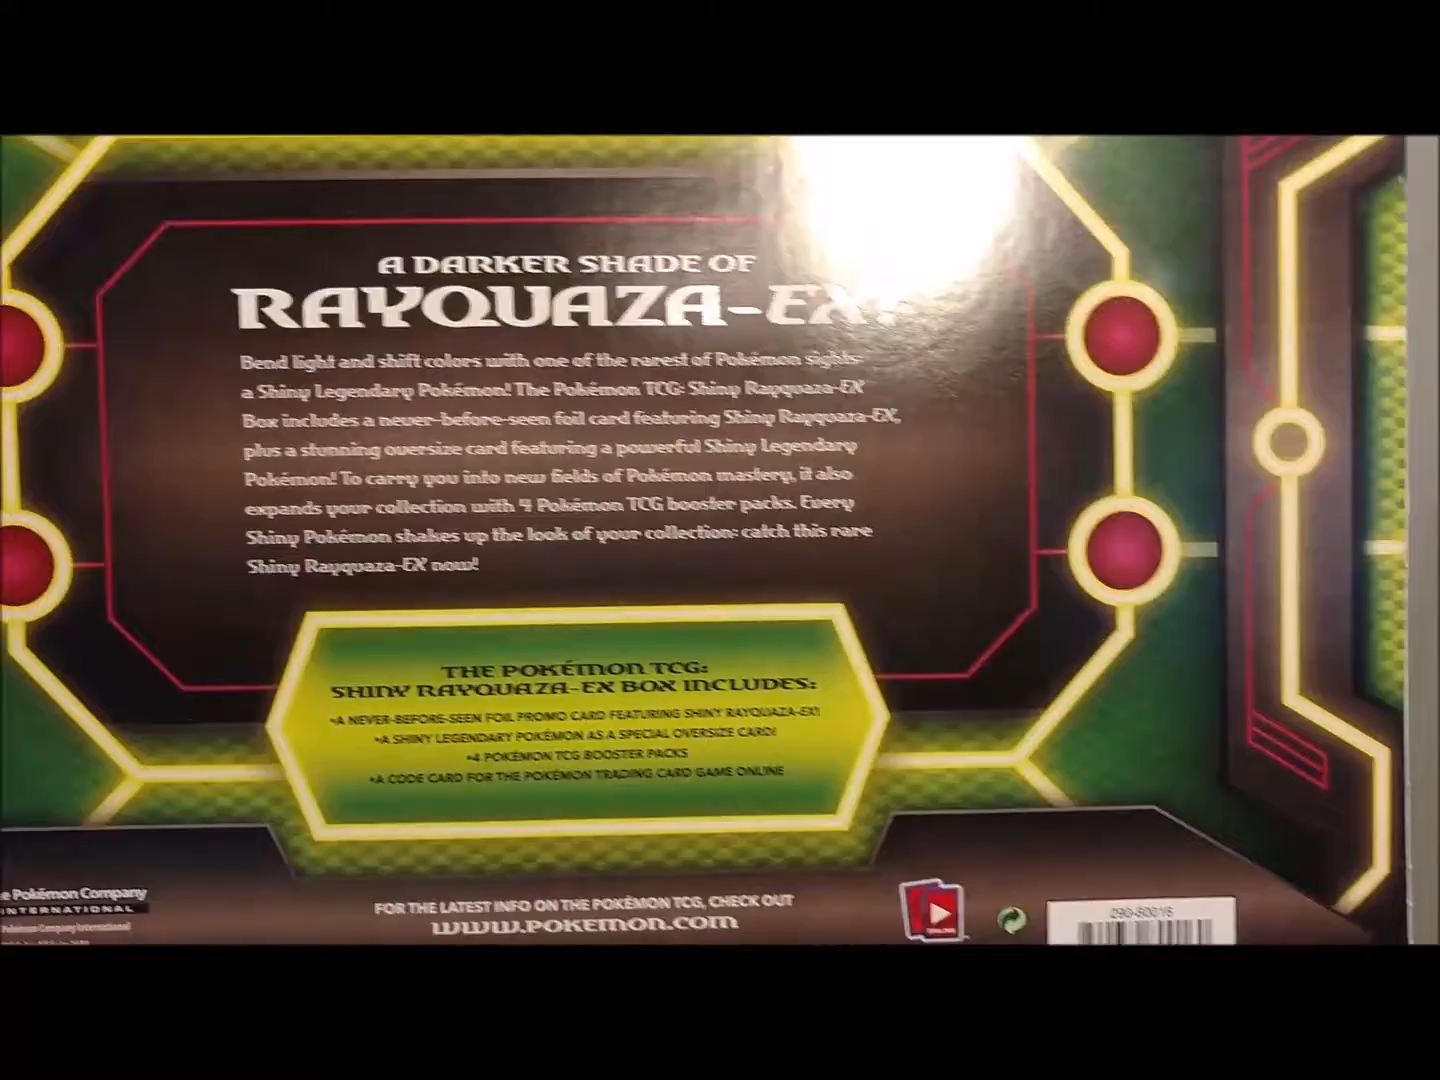 A DARKER SHADE OF
RAYQUAZA-EX!
Bend light and shift colors with one of the rarest of Pokémon sights:
a Shiny Legendary Pokémon! The Pokémon TCG: Shiny Rayquaza-EX
Box includes a never-before-seen foil card featuring Shiny Rayquaza-EX,
plus a stunning oversize card featuring a powerful Shiny Legendary
Pokémon! To carry you into new fields of Pokémon mastery, it also
expands your collection with 4 Pokémon TCG booster packs. Every
Shiny Pokémon shakes up the look of your collection: catch this rare
Shiny Rayquaza-EX now!
THE POKÉMON TCG:
SHINY RAYQUAZA-EX BOX INCLUDES:
•A NEVER-BEFORE-SEEN FOIL PROMO CARD FEATURING SHINY RAYQUAZA-EX!
•A SHINY LEGENDARY POKÉMON AS A SPECIAL OVERSIZE CARD!
•4 POKÉMON TCG BOOSTER PACKS
•A CODE CARD FOR THE POKÉMON TRADING CARD GAME ONLINE
e Pokémon Company
INTERNATIONAL
Pokémon Company International
FOR THE LATEST INFO ON THE POKÉMON TCG, CHECK OUT
WWW.POKEMON.COM
290-80016